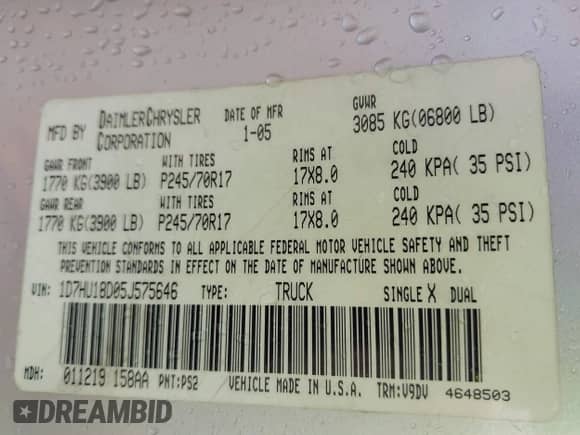 MFD BY DAIMLERCHRYSLER CORPORATION DATE OF MFR 1-05 GVWR 3085 KG(06800 LB)
GAWR FRONT WITH TIRES RIMS AT COLD
1770 KG(3900 LB) P245/70R17 17X8.0 240 KPA( 35 PSI)
GAWR REAR WITH TIRES RIMS AT COLD
1770 KG(3900 LB) P245/70R17 17X8.0 240 KPA( 35 PSI)
THIS VEHICLE CONFORMS TO ALL APPLICABLE FEDERAL MOTOR VEHICLE SAFETY AND THEFT
PREVENTION STANDARDS IN EFFECT ON THE DATE OF MANUFACTURE SHOWN ABOVE.
VIN: 1D7HU18D05J575646 TYPE: TRUCK SINGLE X DUAL
MDH: 011219 158AA PNT:PS2 VEHICLE MADE IN U.S.A. TRM:V9DV 4648503
DREAMBID